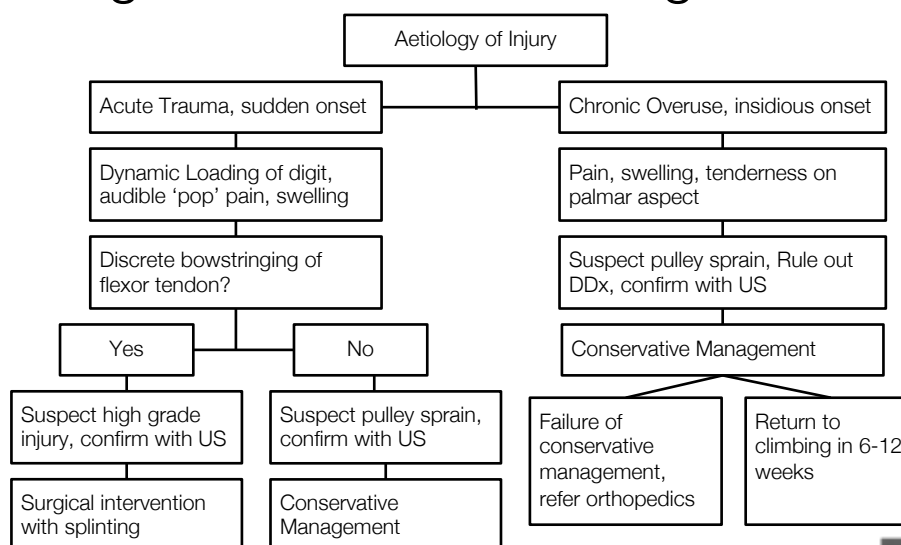 Aetiology of Injury
Acute Trauma, sudden onset
Chronic Overuse, insidious onset
Dynamic Loading of digit,
audible ‘pop’ pain, swelling
Pain, swelling, tenderness on
palmar aspect
Discrete bowstringing of
flexor tendon?
Suspect pulley sprain, Rule out
DDx, confirm with US
Yes
No
Conservative Management
Suspect high grade
injury, confirm with US
Suspect pulley sprain,
confirm with US
Failure of
conservative
management,
refer orthopedics
Return to
climbing in 6-12
weeks
Surgical intervention
with splinting
Conservative
Management